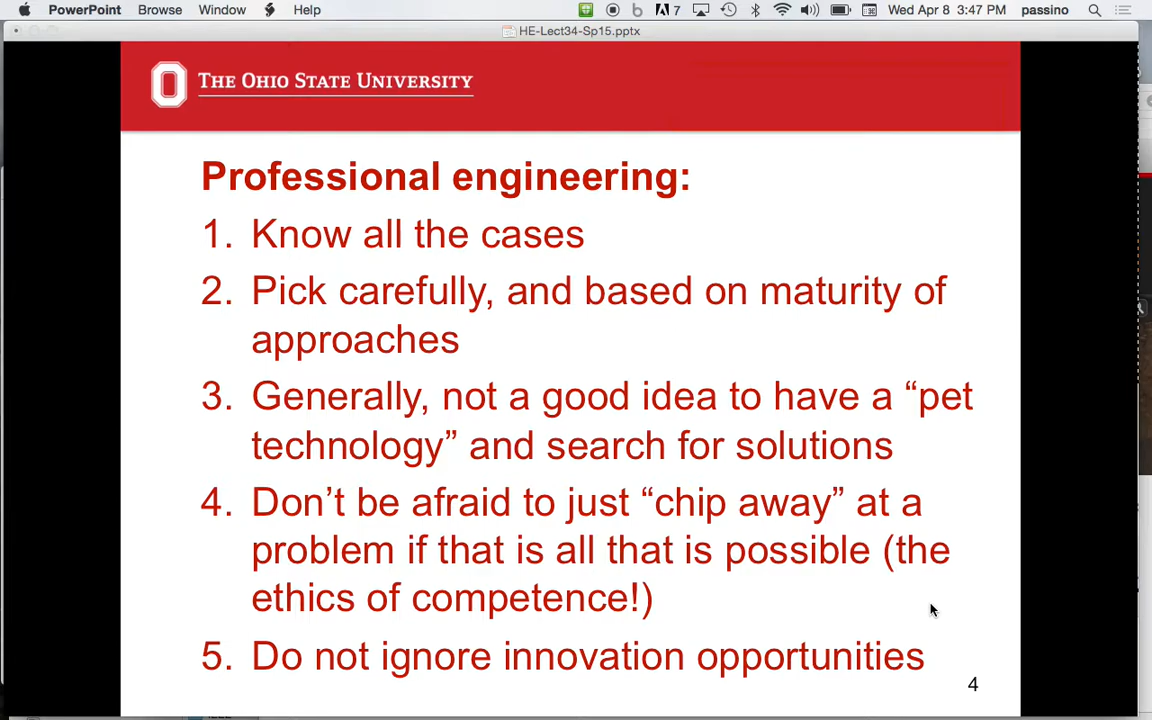 PowerPoint Browse Window Help 7 Wed Apr 8 3:47 PM passino
HE-Lect34-Sp15.pptx
THE OHIO STATE UNIVERSITY
Professional engineering:
1. Know all the cases
2. Pick carefully, and based on maturity of
approaches
3. Generally, not a good idea to have a “pet
technology” and search for solutions
4. Don’t be afraid to just “chip away” at a
problem if that is all that is possible (the
ethics of competence!)
5. Do not ignore innovation opportunities
4